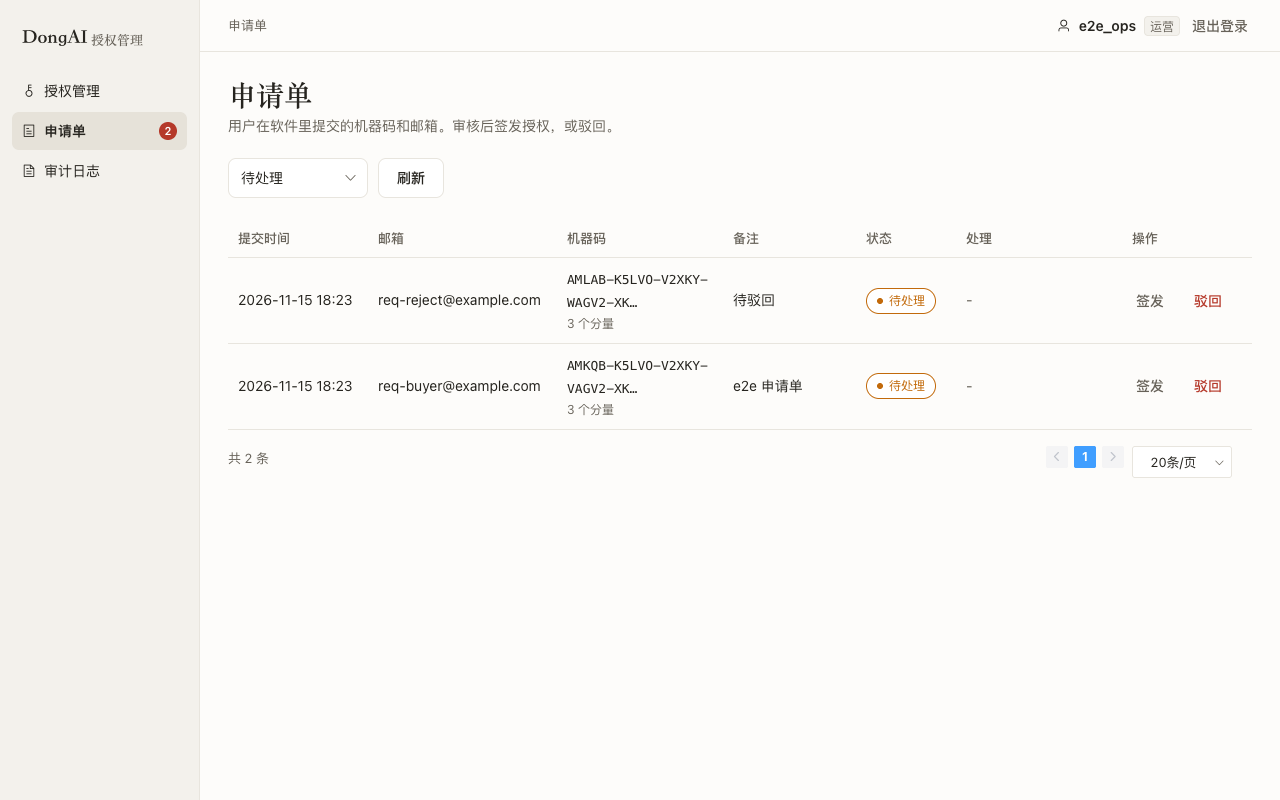 DongAI 授权管理
授权管理
申请单 2
审计日志
申请单
e2e_ops 运营 退出登录
申请单
用户在软件里提交的机器码和邮箱。审核后签发授权，或驳回。
待处理 刷新
提交时间 邮箱 机器码 备注 状态 处理 操作
2026-11-15 18:23 req-reject@example.com AMLAB-K5LVO-V2XKY-
WAGV2-XK…
3 个分量
待驳回 待处理 - 签发 驳回
2026-11-15 18:23 req-buyer@example.com AMKQB-K5LVO-V2XKY-
VAGV2-XK…
3 个分量
e2e 申请单 待处理 - 签发 驳回
共 2 条 1 20条/页